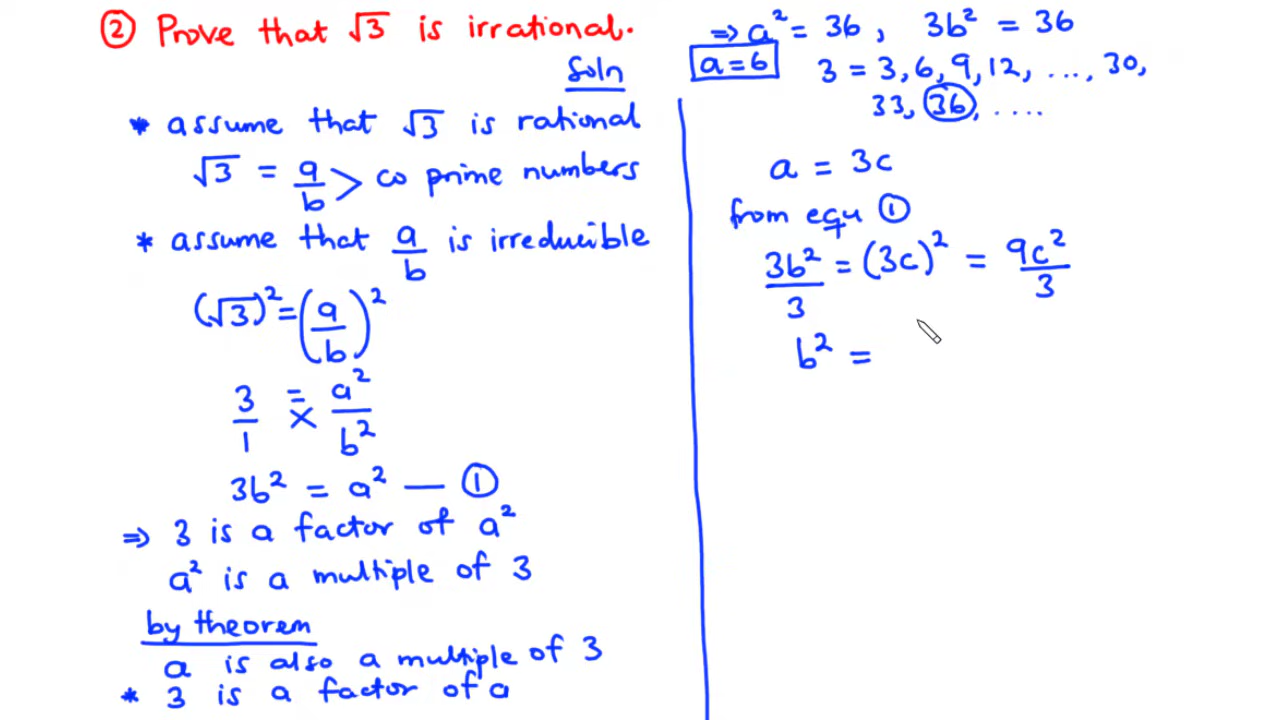 ② Prove that √3 is irrational.
Soln
* assume that √3 is rational
√3 = a/b > co prime numbers
* assume that a/b is irreducible
(√3)² = (a/b)²
3/1 = × a²/b²
3b² = a² — ①
⇒ 3 is a factor of a²
a² is a multiple of 3
by theorem
a is also a multiple of 3
* 3 is a factor of a
⇒ a² = 36, 3b² = 36
a = 6
3 = 3, 6, 9, 12, ..., 30,
33, 36, ....
a = 3c
from equ ①
3b²/3 = (3c)² = 9c²/3
b² =